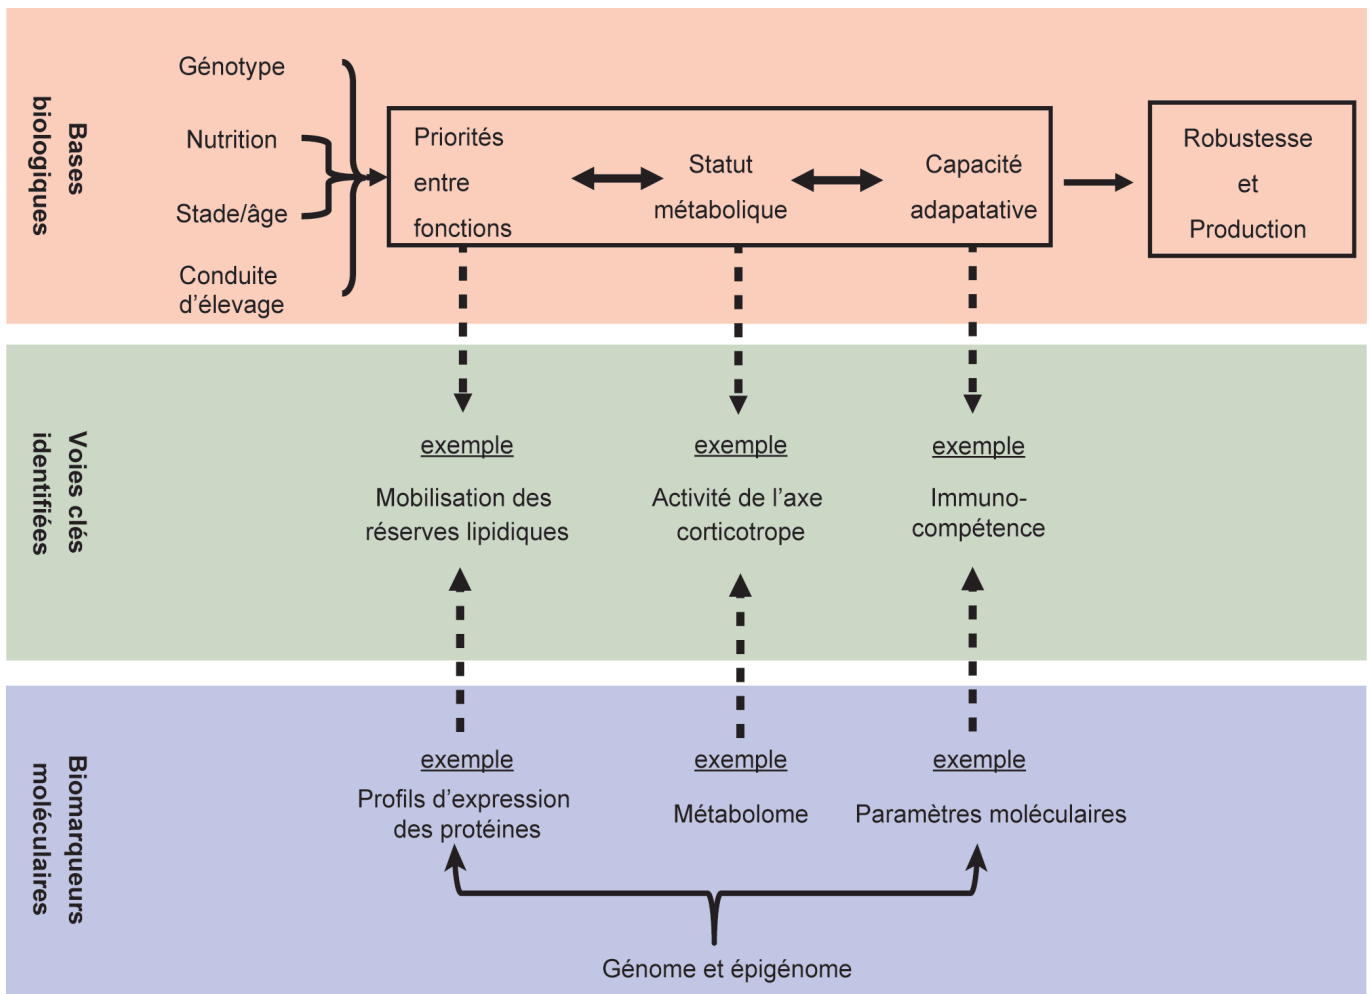 Bases
biologiques
Génotype
Nutrition
Stade/âge
Conduite
d'élevage
Priorités
entre
fonctions
Statut
métabolique
Capacité
adapatative
Robustesse
et
Production
Voies clés
identifiées
exemple
Mobilisation des
réserves lipidiques
exemple
Activité de l'axe
corticotrope
exemple
Immuno-
compétence
Biomarqueurs
moléculaires
exemple
Profils d'expression
des protéines
exemple
Métabolome
exemple
Paramètres moléculaires
Génome et épigénome